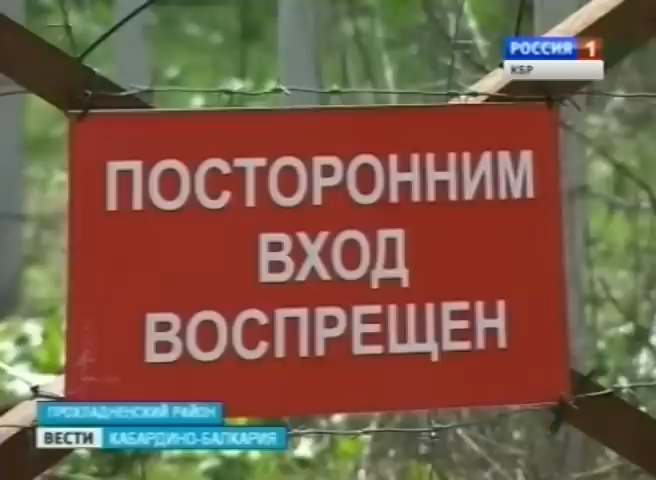 РОССИЯ 1
КБР
ПОСТОРОННИМ
ВХОД
ВОСПРЕЩЕН
ПРОХЛАДНЕНСКИЙ РАЙОН
ВЕСТИ КАБАРДИНО-БАЛКАРИЯ